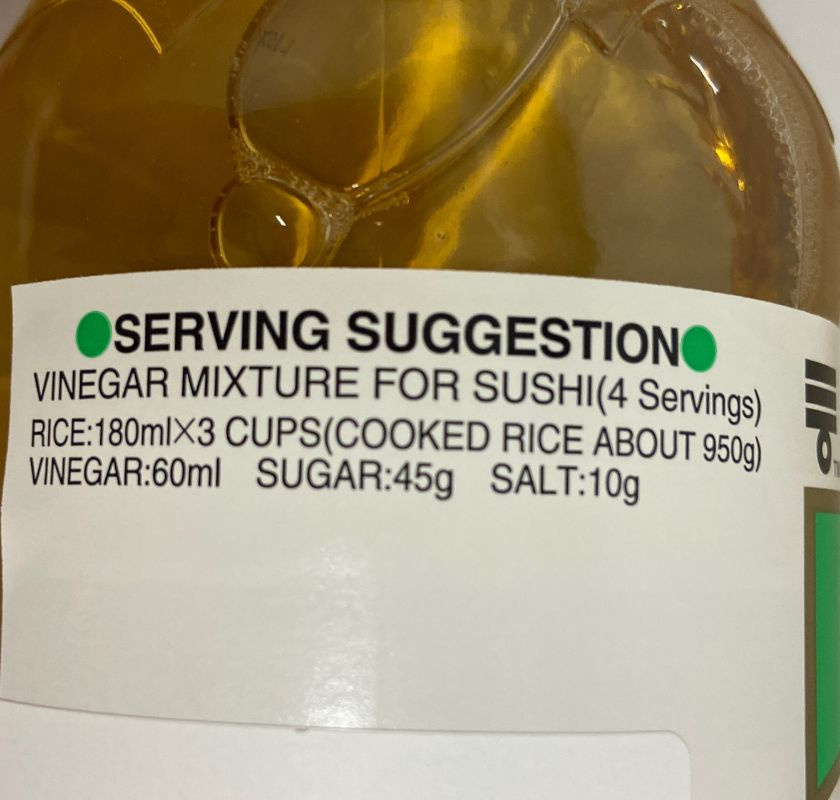 ●SERVING SUGGESTION●
VINEGAR MIXTURE FOR SUSHI(4 Servings)
RICE:180ml×3 CUPS(COOKED RICE ABOUT 950g)
VINEGAR:60ml SUGAR:45g SALT:10g